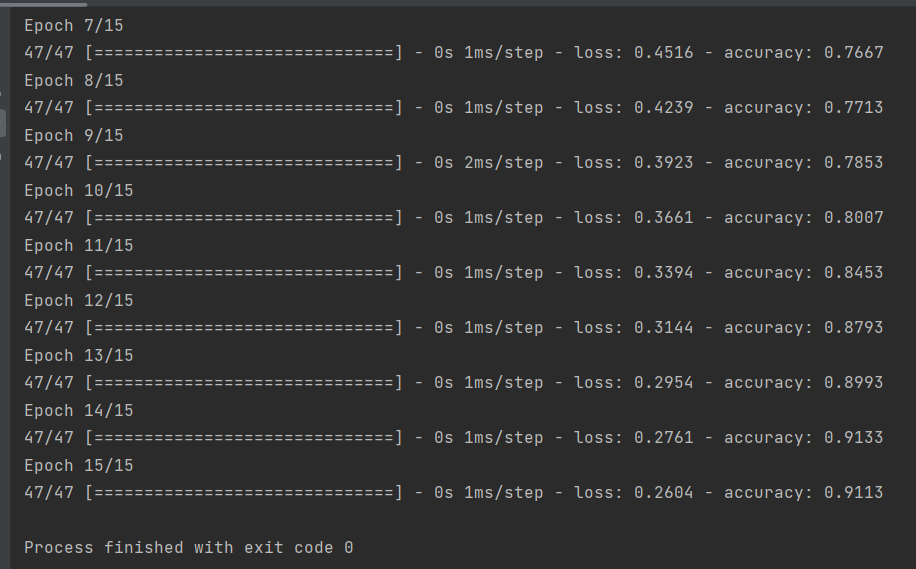 Epoch 7/15
47/47 [==============================] - 0s 1ms/step - loss: 0.4516 - accuracy: 0.7667
Epoch 8/15
47/47 [==============================] - 0s 1ms/step - loss: 0.4239 - accuracy: 0.7713
Epoch 9/15
47/47 [==============================] - 0s 2ms/step - loss: 0.3923 - accuracy: 0.7853
Epoch 10/15
47/47 [==============================] - 0s 1ms/step - loss: 0.3661 - accuracy: 0.8007
Epoch 11/15
47/47 [==============================] - 0s 1ms/step - loss: 0.3394 - accuracy: 0.8453
Epoch 12/15
47/47 [==============================] - 0s 1ms/step - loss: 0.3144 - accuracy: 0.8793
Epoch 13/15
47/47 [==============================] - 0s 1ms/step - loss: 0.2954 - accuracy: 0.8993
Epoch 14/15
47/47 [==============================] - 0s 1ms/step - loss: 0.2761 - accuracy: 0.9133
Epoch 15/15
47/47 [==============================] - 0s 1ms/step - loss: 0.2604 - accuracy: 0.9113
Process finished with exit code 0